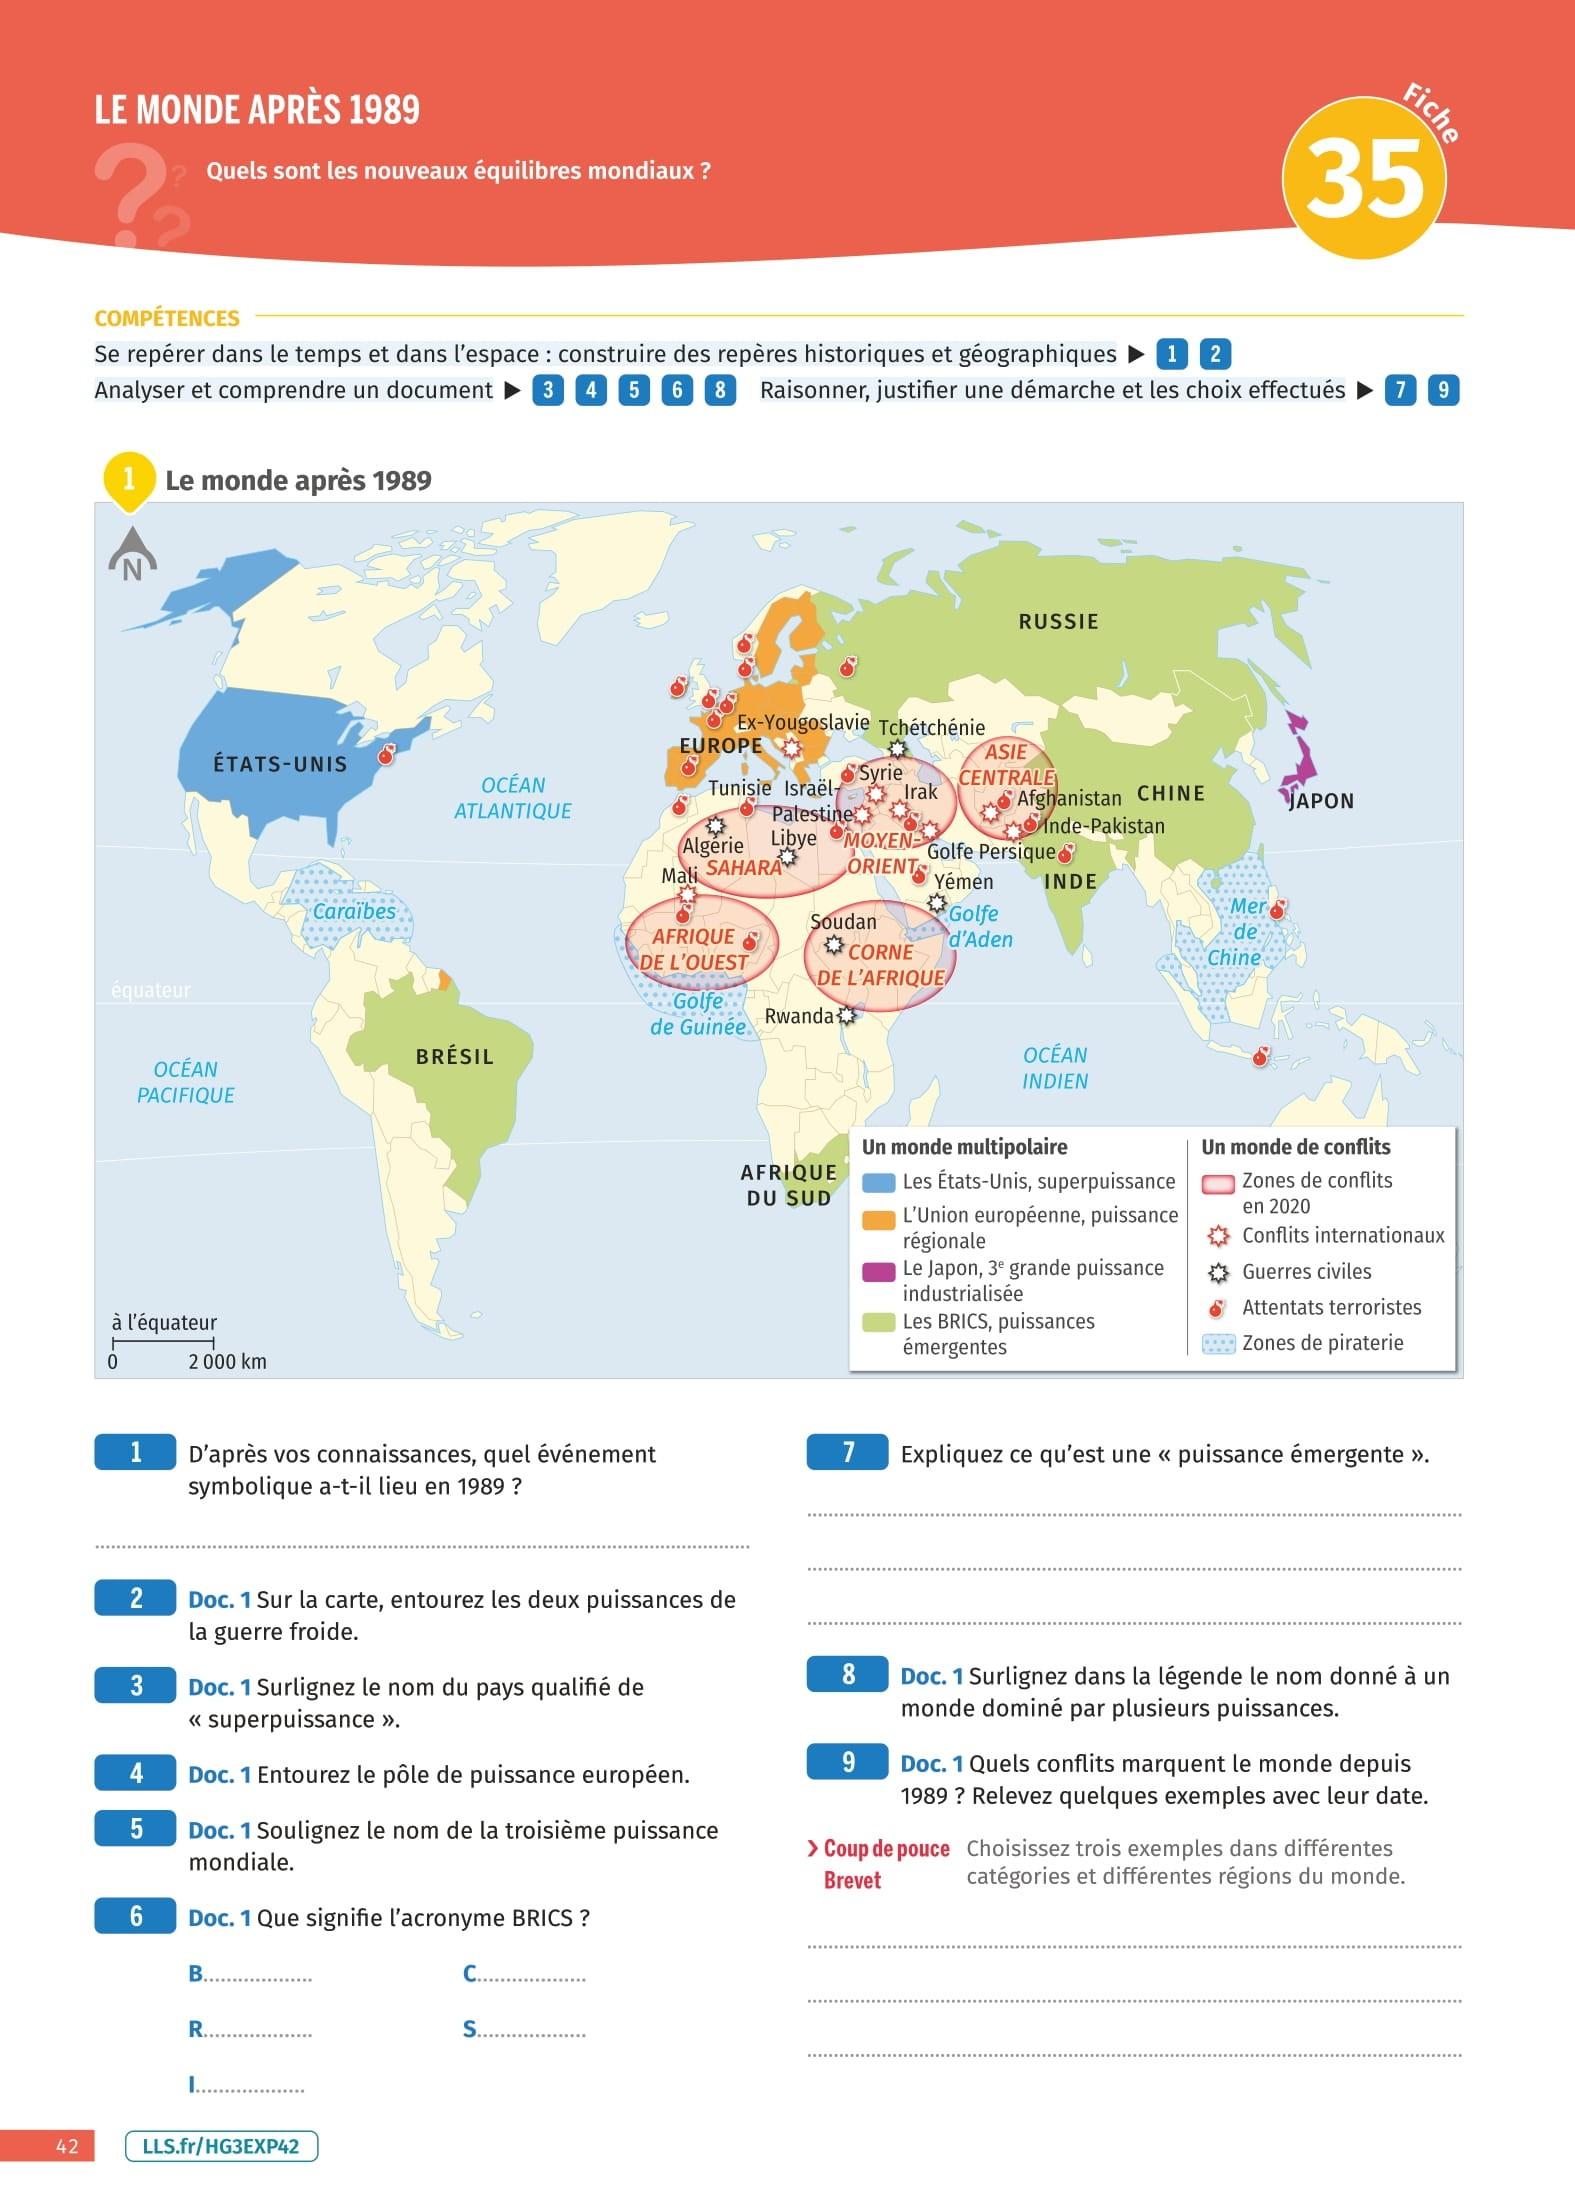 LE MONDE APRÈS 1989
Quels sont les nouveaux équilibres mondiaux ?
Fiche
35
COMPÉTENCES
Se repérer dans le temps et dans l'espace : construire des repères historiques et géographiques ▶ 1 2
Analyser et comprendre un document ▶ 3 4 5 6 8 Raisonner, justifier une démarche et les choix effectués ▶ 7 9
1 Le monde après 1989
N
RUSSIE
Ex-Yougoslavie
Tchétchénie
EUROPE
ASIE
CENTRALE
ÉTATS-UNIS
OCÉAN
ATLANTIQUE
Tunisie
Israël-
Palestine
Syrie
Irak
Afghanistan
CHINE
JAPON
Inde-Pakistan
Algérie
Libye
SAHARA
MOYEN-
ORIENT
Golfe Persique
Mali
Yémen
INDE
Caraïbes
AFRIQUE
DE L'OUEST
Soudan
CORNE
DE L'AFRIQUE
Golfe
d'Aden
Mer
de
Chine
équateur
Golfe
de Guinée
Rwanda
BRÉSIL
OCÉAN
PACIFIQUE
OCÉAN
INDIEN
AFRIQUE
DU SUD
à l'équateur
0 2 000 km
Un monde multipolaire
Les États-Unis, superpuissance
L'Union européenne, puissance
régionale
Le Japon, 3e grande puissance
industrialisée
Les BRICS, puissances
émergentes
Un monde de conflits
Zones de conflits
en 2020
Conflits internationaux
Guerres civiles
Attentats terroristes
Zones de piraterie
1 D'après vos connaissances, quel événement
symbolique a-t-il lieu en 1989 ?
2 Doc. 1 Sur la carte, entourez les deux puissances de
la guerre froide.
3 Doc. 1 Surlignez le nom du pays qualifié de
« superpuissance ».
4 Doc. 1 Entourez le pôle de puissance européen.
5 Doc. 1 Soulignez le nom de la troisième puissance
mondiale.
6 Doc. 1 Que signifie l'acronyme BRICS ?
B.................. C..................
R.................. S..................
I..................
7 Expliquez ce qu'est une « puissance émergente ».
8 Doc. 1 Surlignez dans la légende le nom donné à un
monde dominé par plusieurs puissances.
9 Doc. 1 Quels conflits marquent le monde depuis
1989 ? Relevez quelques exemples avec leur date.
› Coup de pouce Choisissez trois exemples dans différentes
Brevet catégories et différentes régions du monde.
42
LLS.fr/HG3EXP42